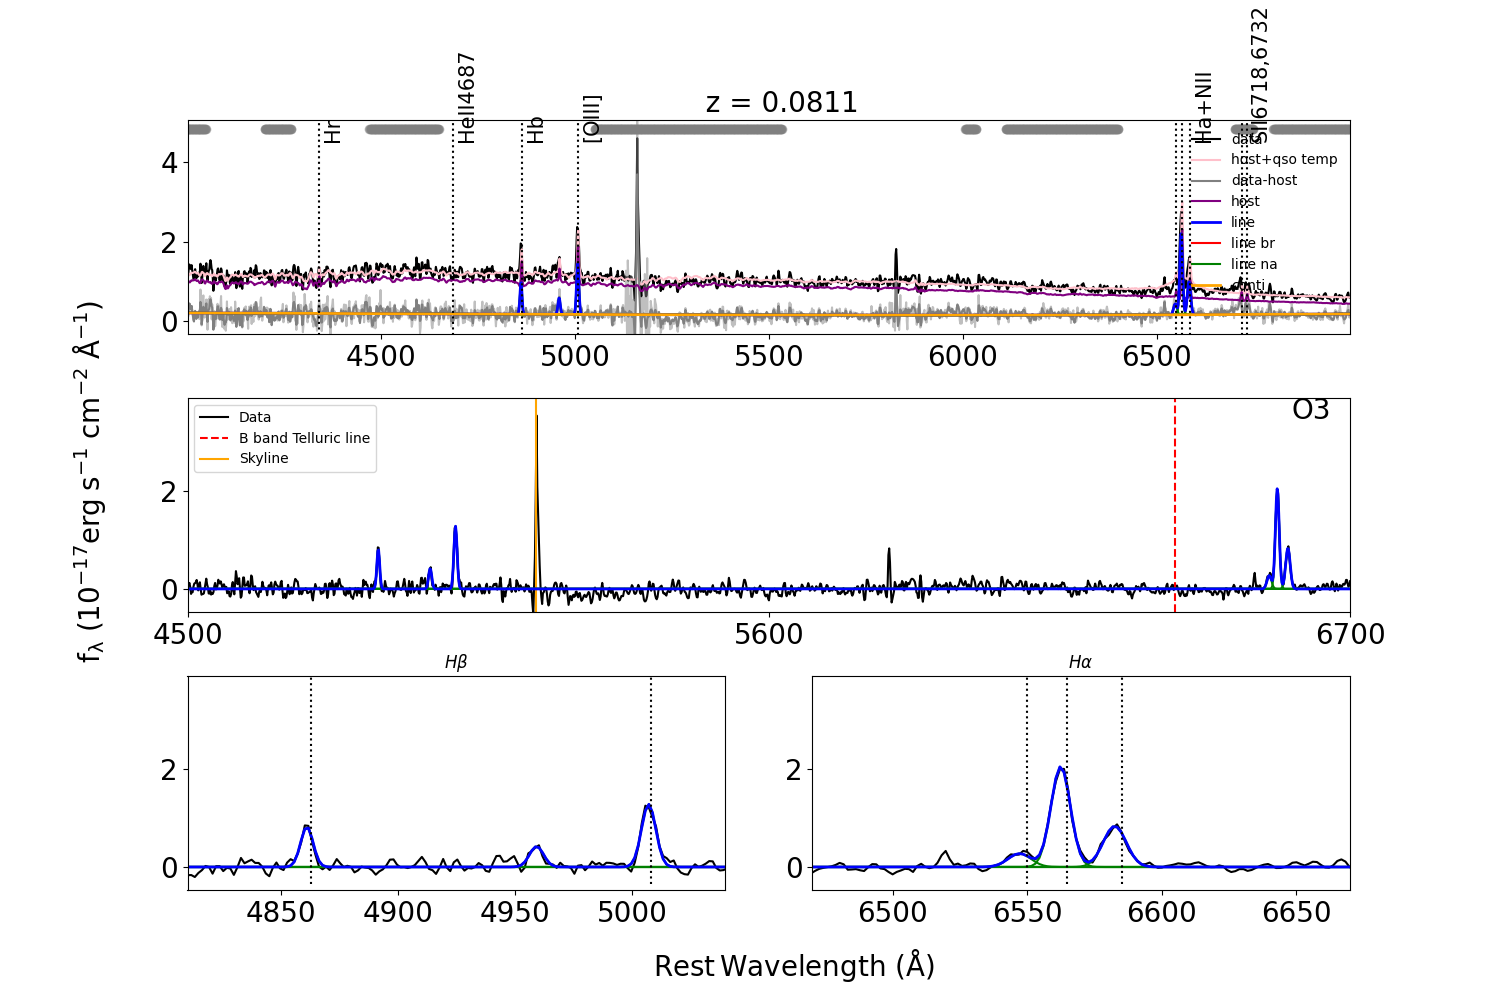 z = 0.0811
Hr
HeII4687
Hb
[OIII]
Ha+NII
SII6718,6732
data
host+qso temp
data-host
host
line
line br
line na
conti
4
2
0
4500 5000 5500 6000 6500
O3
Data
B band Telluric line
Skyline
2
0
4500 5600 6700
fλ (10−17erg s−1 cm−2 Å−1)
Hβ
2
0
4850 4900 4950 5000
Hα
2
0
6500 6550 6600 6650
Rest Wavelength (Å)